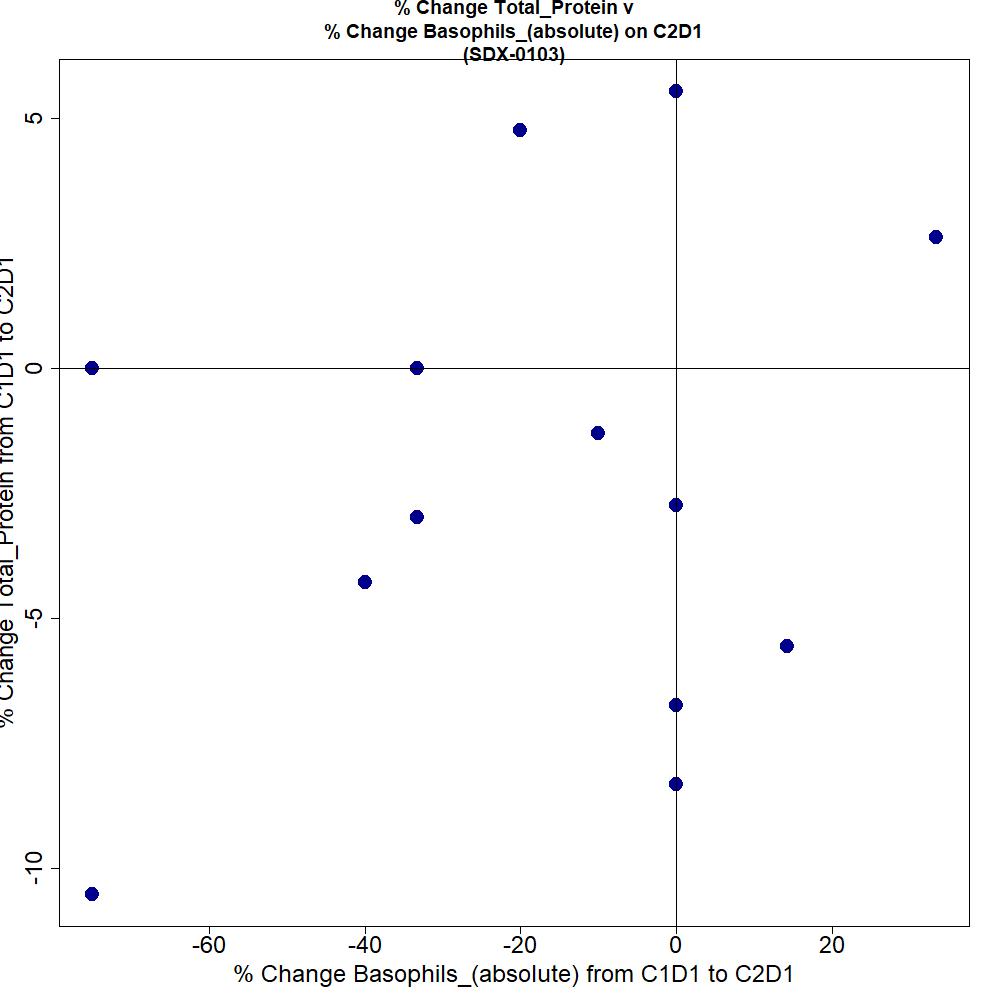 % Change Total_Protein v
% Change Basophils_(absolute) on C2D1
(SDX-0103)
% Change Total_Protein from C1D1 to C2D1
5
0
-5
-10
-60
-40
-20
0
20
% Change Basophils_(absolute) from C1D1 to C2D1